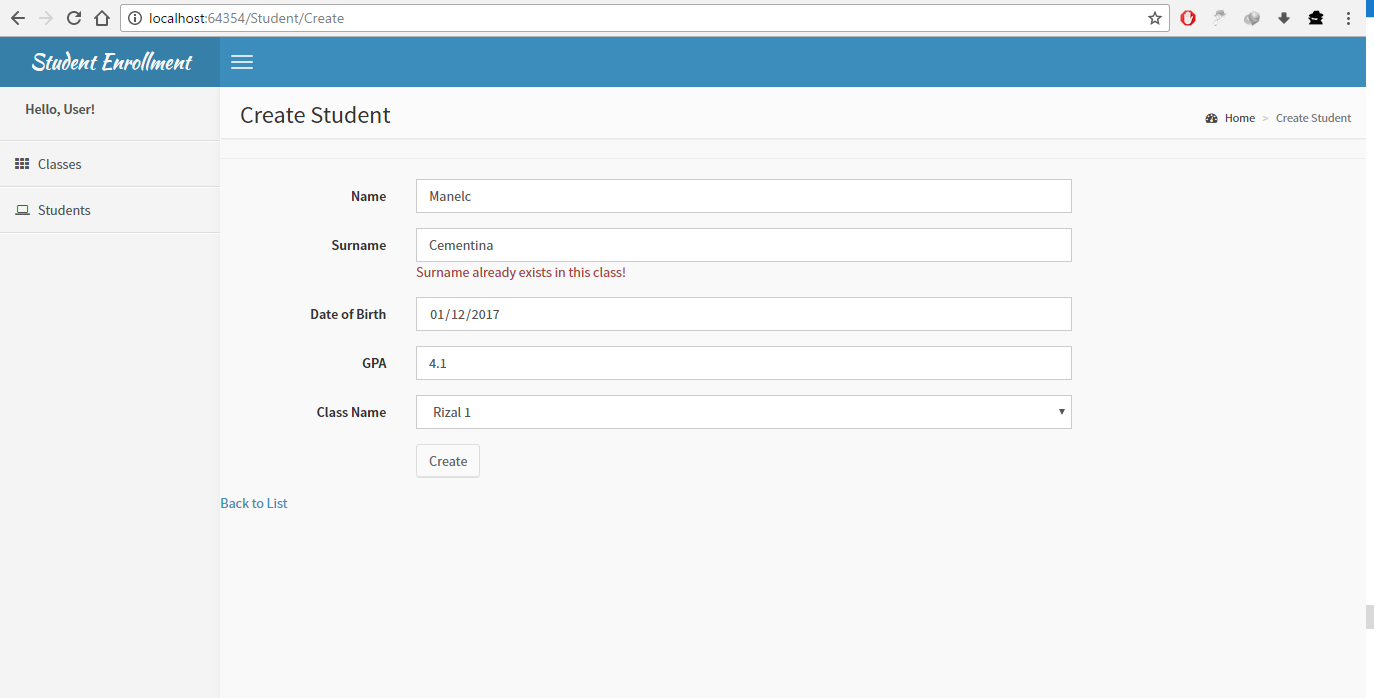 localhost:64354/Student/Create
Student Enrollment
Hello, User!
Classes
Students
Create Student
Home > Create Student
Name Manelc
Surname Cementina
Surname already exists in this class!
Date of Birth 01/12/2017
GPA 4.1
Class Name Rizal 1
Create
Back to List